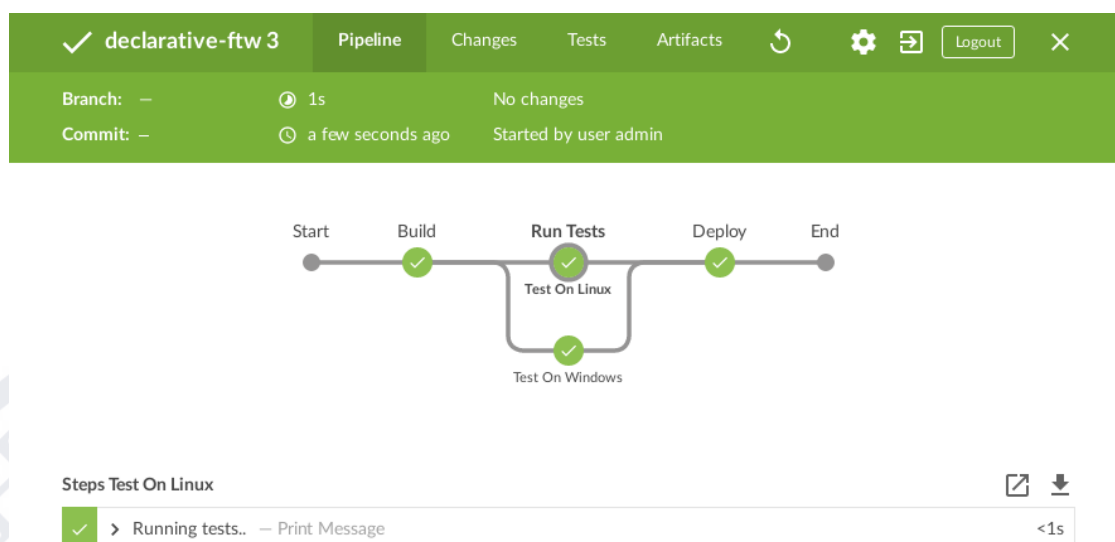 declarative-ftw 3 Pipeline Changes Tests Artifacts Logout
Branch: — 1s No changes
Commit: — a few seconds ago Started by user admin
Start Build Run Tests Deploy End
Test On Linux
Test On Windows
Steps Test On Linux
Running tests.. — Print Message <1s